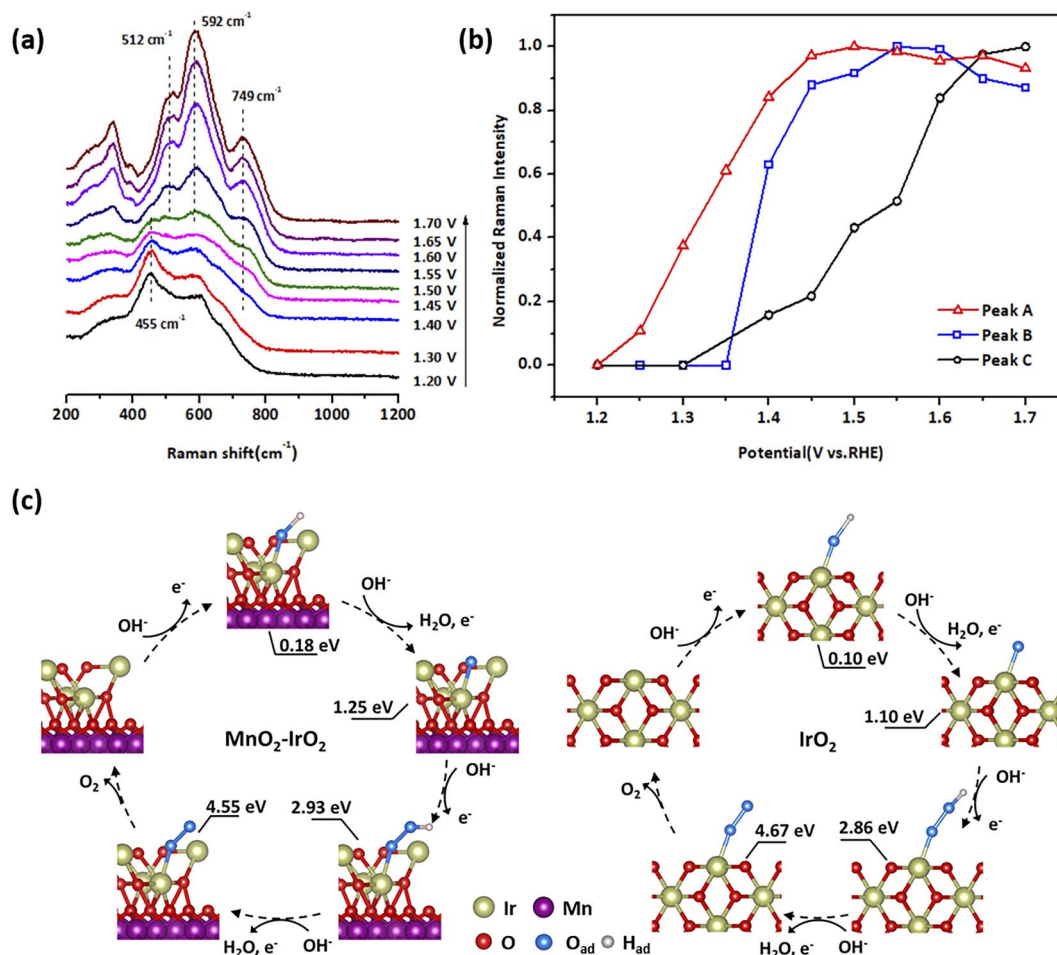 (a)
512 cm-1
592 cm-1
749 cm-1
455 cm-1
1.70 V
1.65 V
1.60 V
1.55 V
1.50 V
1.45 V
1.40 V
1.30 V
1.20 V
200 400 600 800 1000 1200
Raman shift(cm-1)
(b)
Normalized Raman Intensity
1.0
0.8
0.6
0.4
0.2
0.0
Peak A
Peak B
Peak C
1.2 1.3 1.4 1.5 1.6 1.7
Potential(V vs.RHE)
(c)
e-
OH-
0.18 eV
OH-
H2O, e-
1.25 eV
MnO2-IrO2
OH-
e-
2.93 eV
4.55 eV
O2
H2O, e-
OH-
e-
OH-
0.10 eV
OH-
H2O, e-
1.10 eV
IrO2
OH-
e-
2.86 eV
4.67 eV
O2
H2O, e-
OH-
Ir Mn
O Oad Had